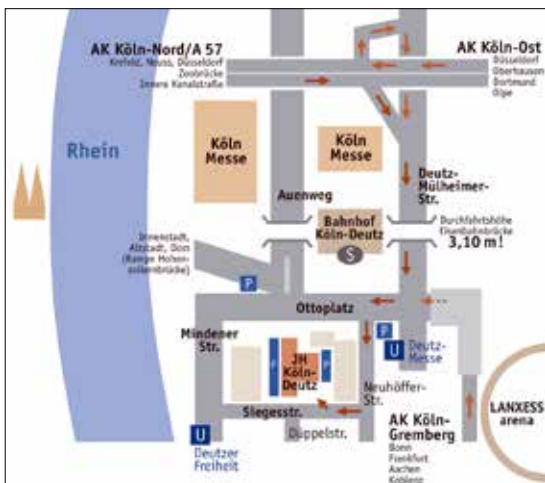 AK Köln-Nord/A 57
Krefeld, Neuss, Düsseldorf
Zoobrücke
Innere Kanalstraße
AK Köln-Ost
Düsseldorf
Oberhausen
Dortmund
Olpe
Rhein
Köln
Messe
Köln
Messe
Deutz-
Mülheimer-
Str.
Auenweg
Bahnhof
Köln-Deutz
S
Durchfahrtshöhe
Eisenbahnbrücke
3,10 m!
Innenstadt,
Altstadt, Dom
(Rampe Hohen-
zollernbrücke)
P
Ottoplatz
Mindener
Str.
P
U
Deutz-
Messe
P
JH
Köln-
Deutz
P
Neuhöffer-
Str.
Siegesstr.
Düppelstr.
U
Deutzer
Freiheit
AK Köln-
Gremberg
Bonn
Frankfurt
Aachen
Koblenz
LANXESS
arena